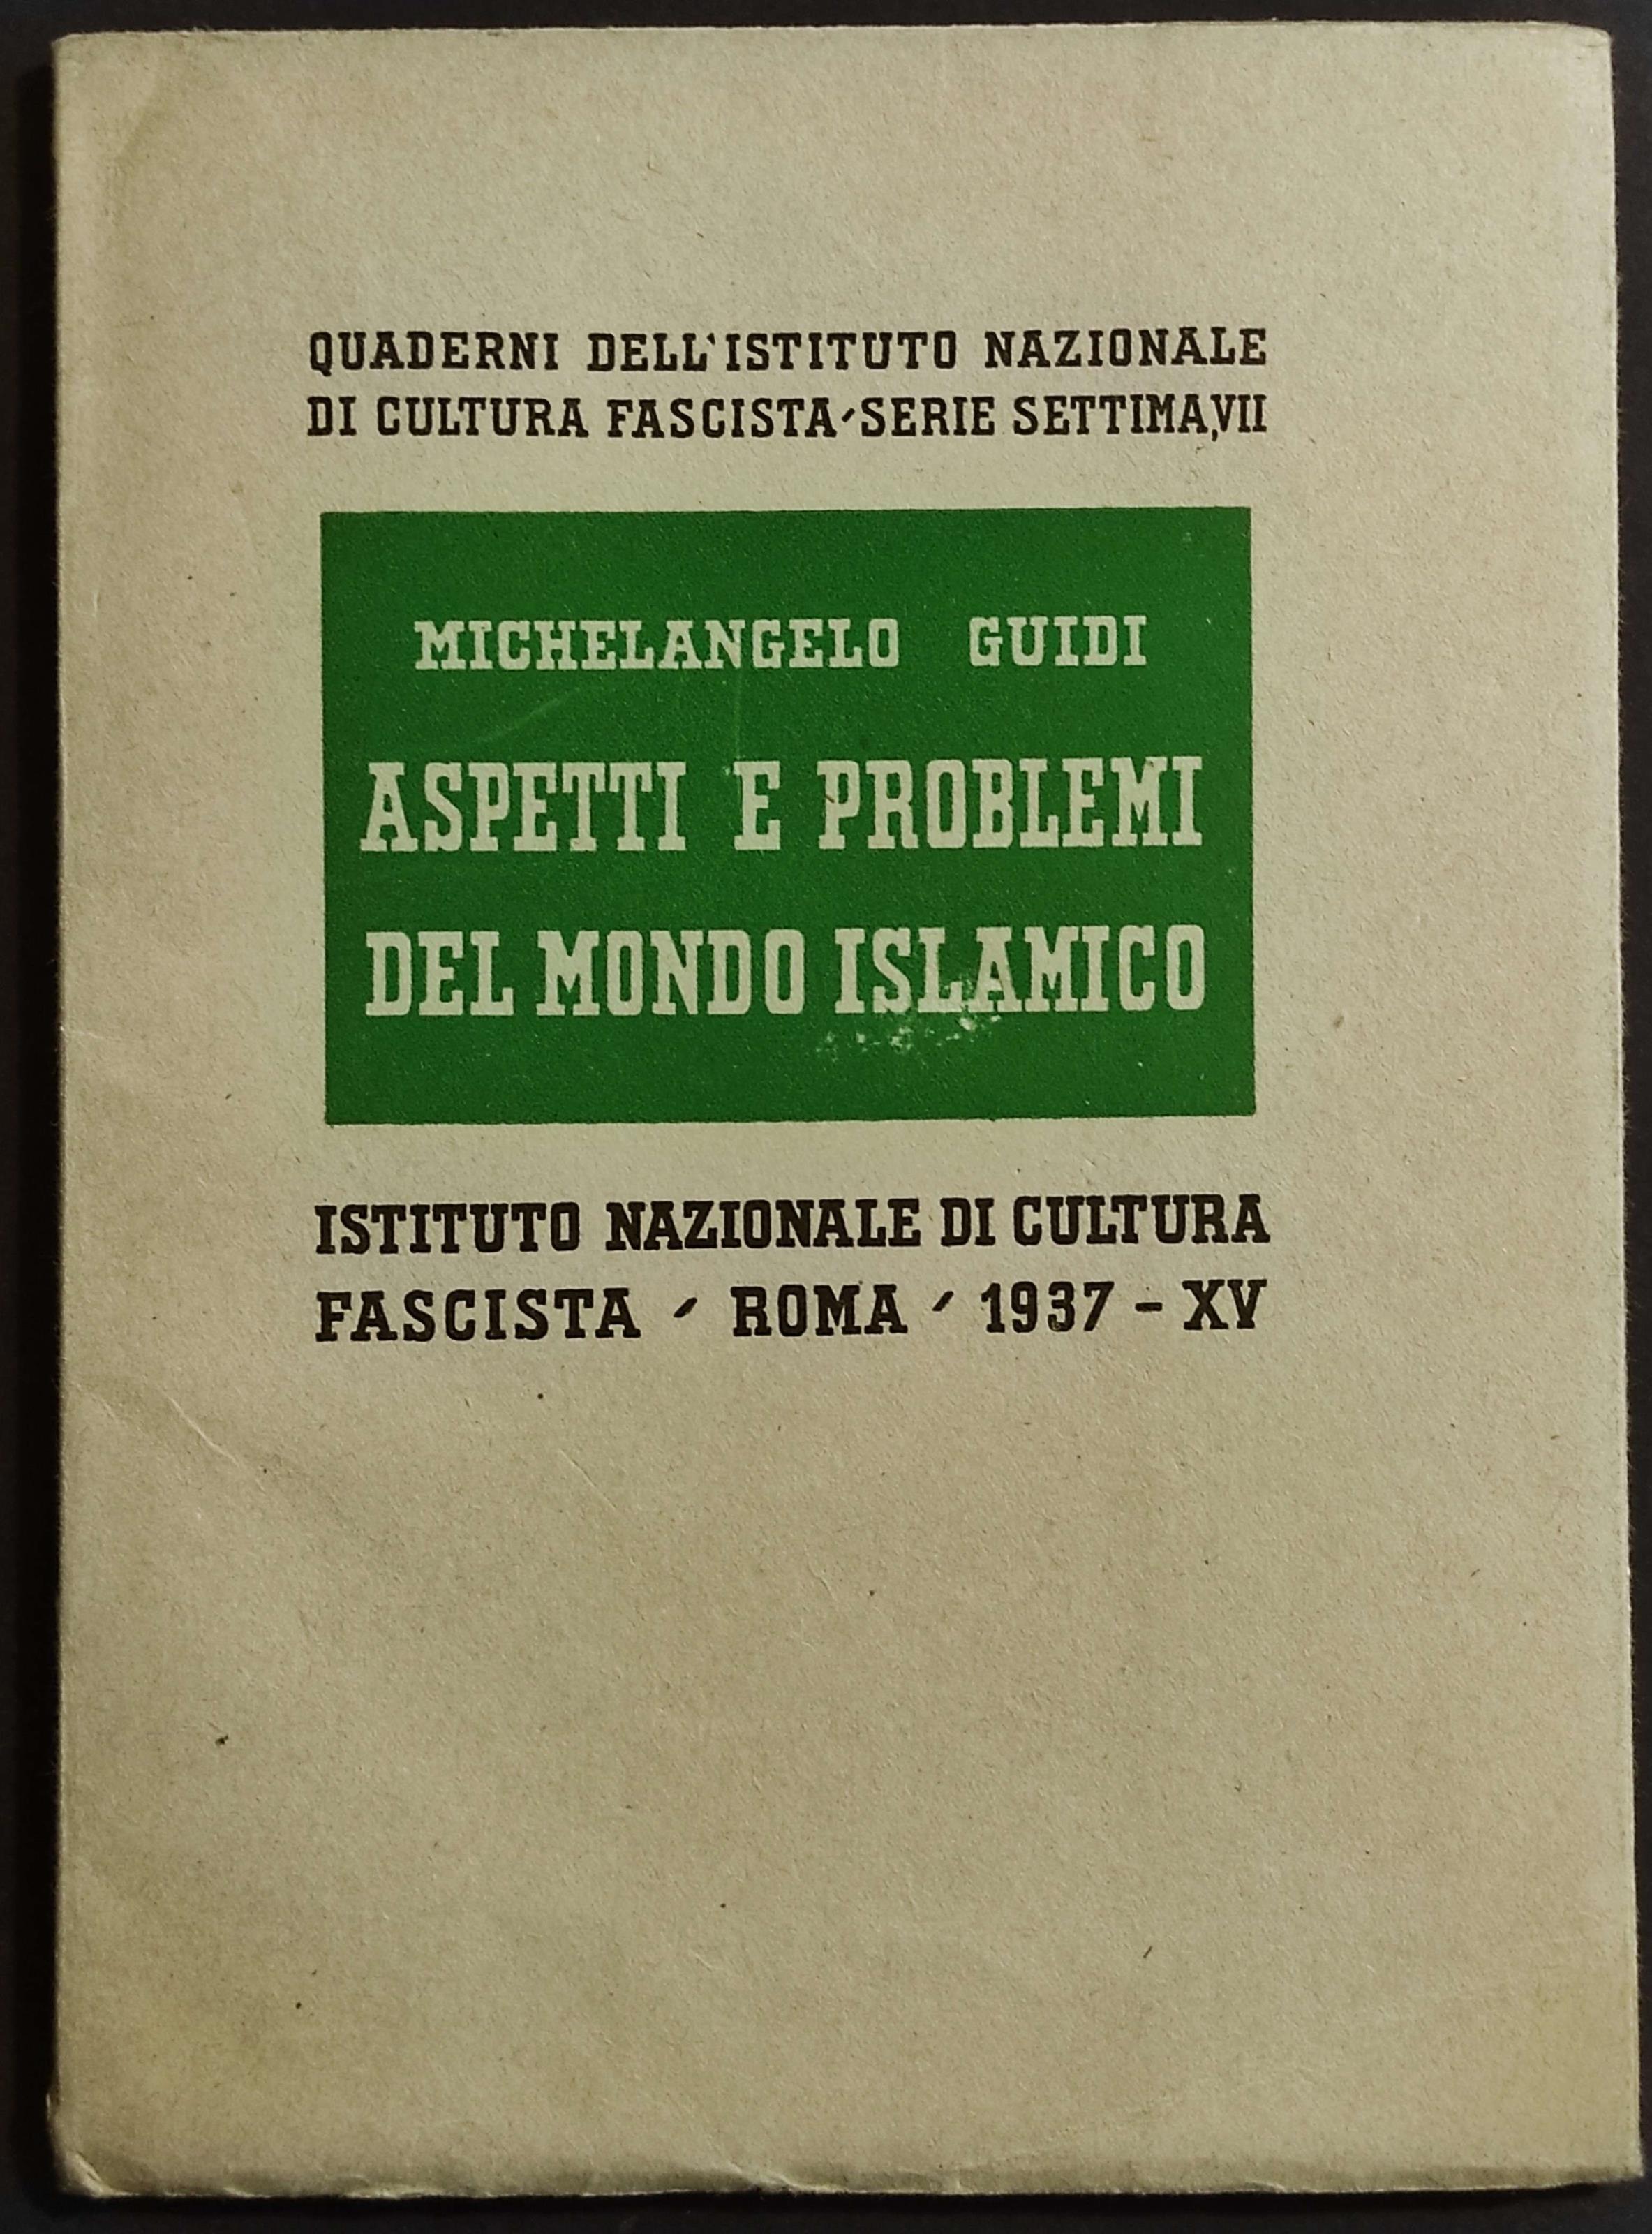 QUADERNI DELL'ISTITUTO NAZIONALE
DI CULTURA FASCISTA-SERIE SETTIMA,VII
MICHELANGELO GUIDI
ASPETTI E PROBLEMI
DEL MONDO ISLAMICO
ISTITUTO NAZIONALE DI CULTURA
FASCISTA - ROMA - 1937 - XV